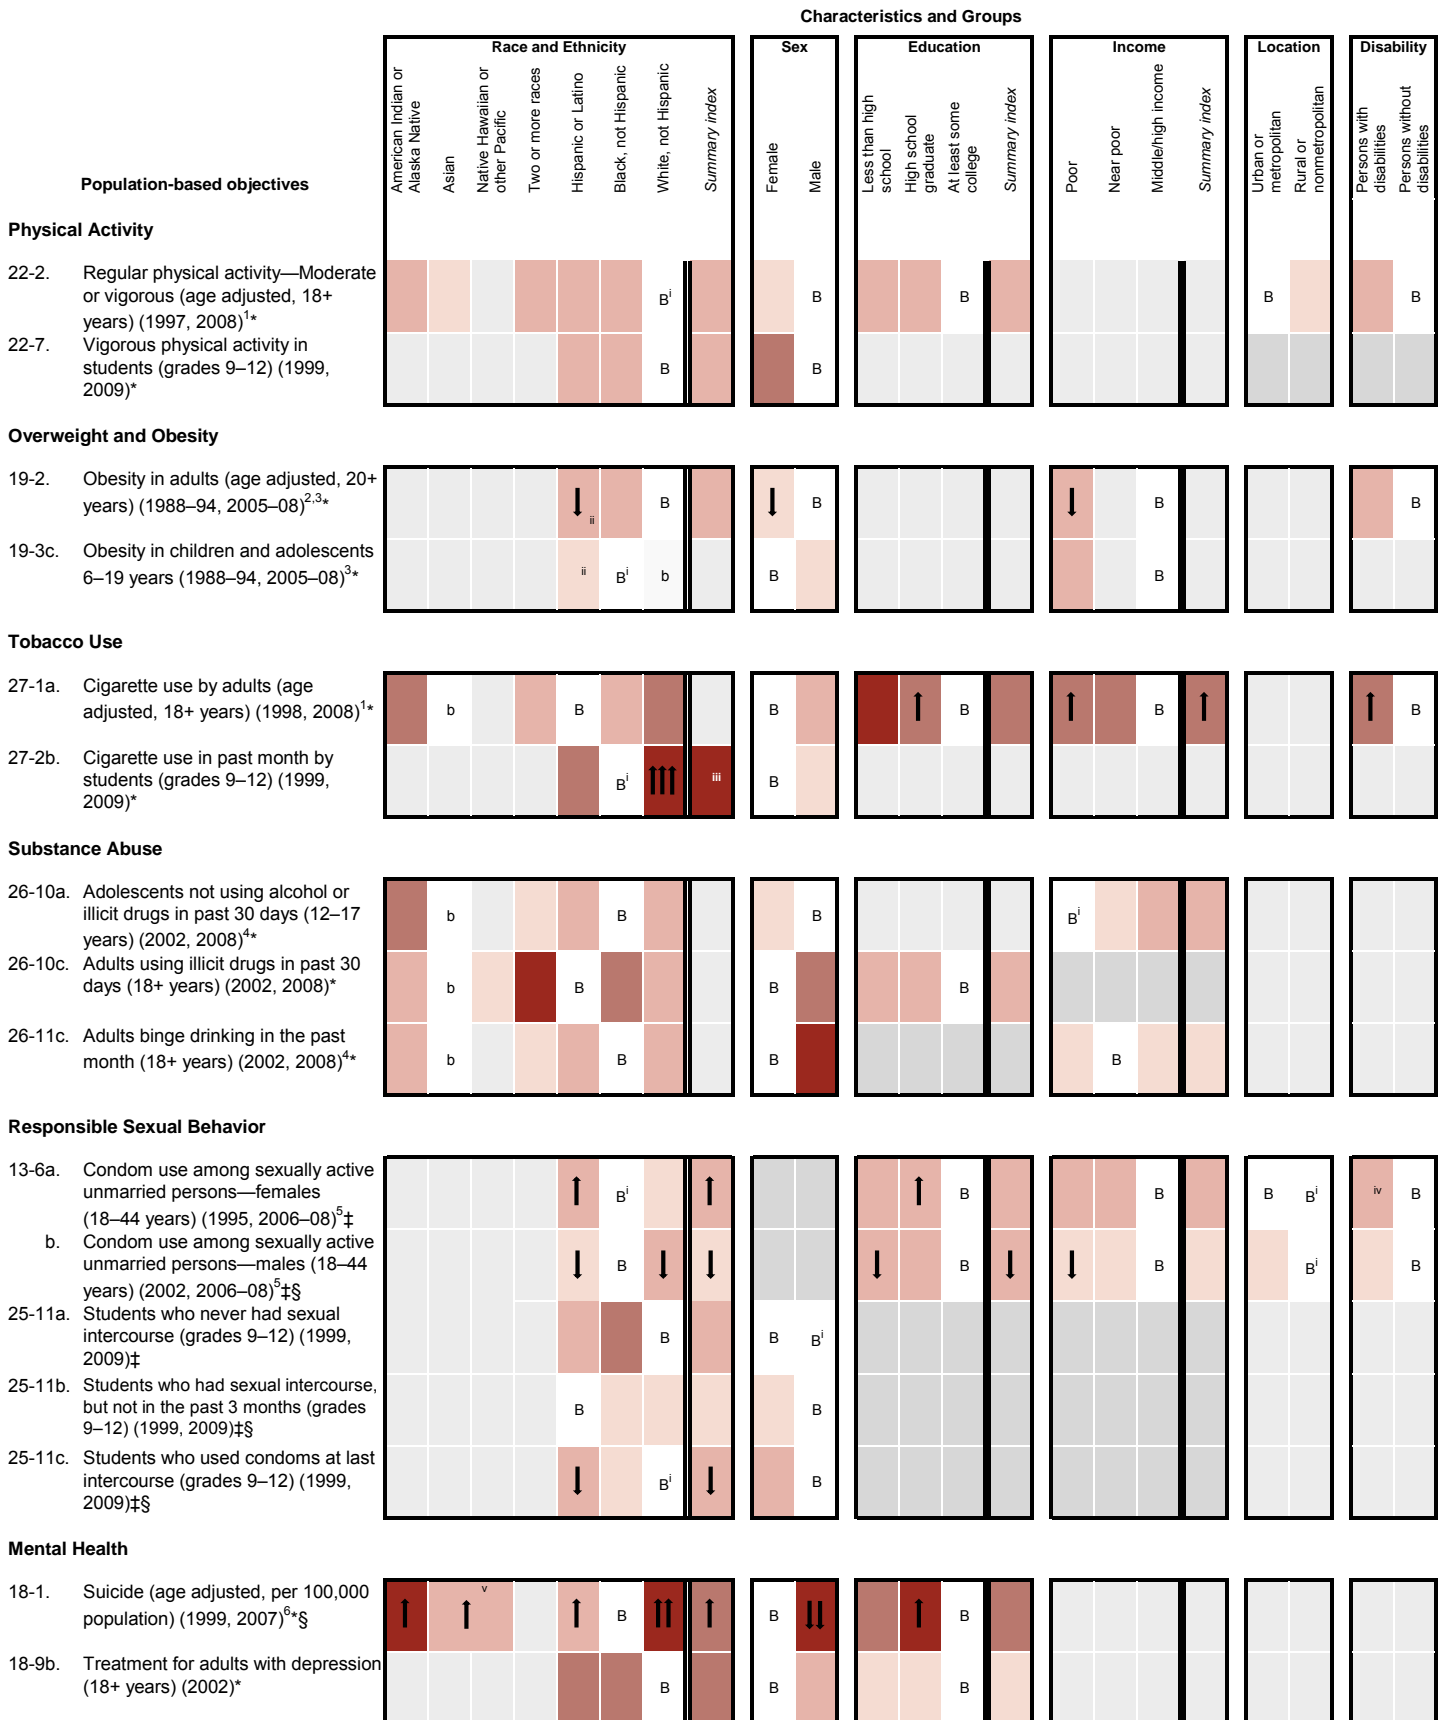 Characteristics and Groups
Race and Ethnicity
Sex
Education
Income
Location
Disability
Population-based objectives
American Indian or
Alaska Native
Asian
Native Hawaiian or
other Pacific
Two or more races
Hispanic or Latino
Black, not Hispanic
White, not Hispanic
Summary index
Female
Male
Less than high
school
High school
graduate
At least some
college
Summary index
Poor
Near poor
Middle/high income
Summary index
Urban or
metropolitan
Rural or
nonmetropolitan
Persons with
disabilities
Persons without
disabilities
Physical Activity
22-2. Regular physical activity—Moderate
or vigorous (age adjusted, 18+
years) (1997, 2008)1*
Bi B B B B
22-7. Vigorous physical activity in
students (grades 9–12) (1999,
2009)*
B B
Overweight and Obesity
19-2. Obesity in adults (age adjusted, 20+
years) (1988–94, 2005–08)2,3*
↓ ii B ↓ B ↓ B B
19-3c. Obesity in children and adolescents
6–19 years (1988–94, 2005–08)3*
ii Bi b B B
Tobacco Use
27-1a. Cigarette use by adults (age
adjusted, 18+ years) (1998, 2008)1*
b B B ↑ B ↑ B ↑ ↑ B
27-2b. Cigarette use in past month by
students (grades 9–12) (1999,
2009)*
Bi ↑↑↑ iii B
Substance Abuse
26-10a. Adolescents not using alcohol or
illicit drugs in past 30 days (12–17
years) (2002, 2008)4*
b B B Bi
26-10c. Adults using illicit drugs in past 30
days (18+ years) (2002, 2008)*
b B B B
26-11c. Adults binge drinking in the past
month (18+ years) (2002, 2008)4*
b B B B
Responsible Sexual Behavior
13-6a. Condom use among sexually active
unmarried persons—females
(18–44 years) (1995, 2006–08)5‡
↑ Bi ↑ ↑ B B B Bi iv B
b. Condom use among sexually active
unmarried persons—males (18–44
years) (2002, 2006–08)5‡§
↓ B ↓ ↓ ↓ B ↓ ↓ B Bi B
25-11a. Students who never had sexual
intercourse (grades 9–12) (1999,
2009)‡
B B Bi
25-11b. Students who had sexual intercourse,
but not in the past 3 months (grades
9–12) (1999, 2009)‡§
B B
25-11c. Students who used condoms at last
intercourse (grades 9–12) (1999,
2009)‡§
↓ Bi ↓ B
Mental Health
18-1. Suicide (age adjusted, per 100,000
population) (1999, 2007)6*§
↑ ↑ v ↑ B ↑↑ ↑ B ↓↓ ↑ B
18-9b. Treatment for adults with depression
(18+ years) (2002)*
B B B